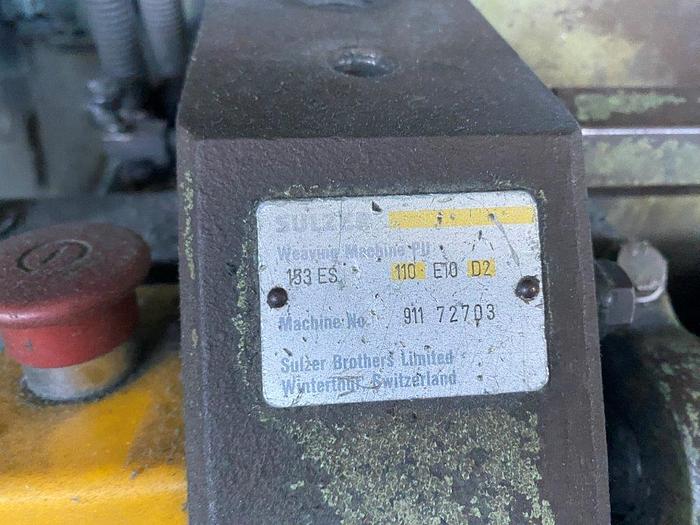 SULZER
Weaving Machine PU
153 ES 110 E10 D2
Machine No. 911 72703
Sulzer Brothers Limited
Winterthur, Switzerland